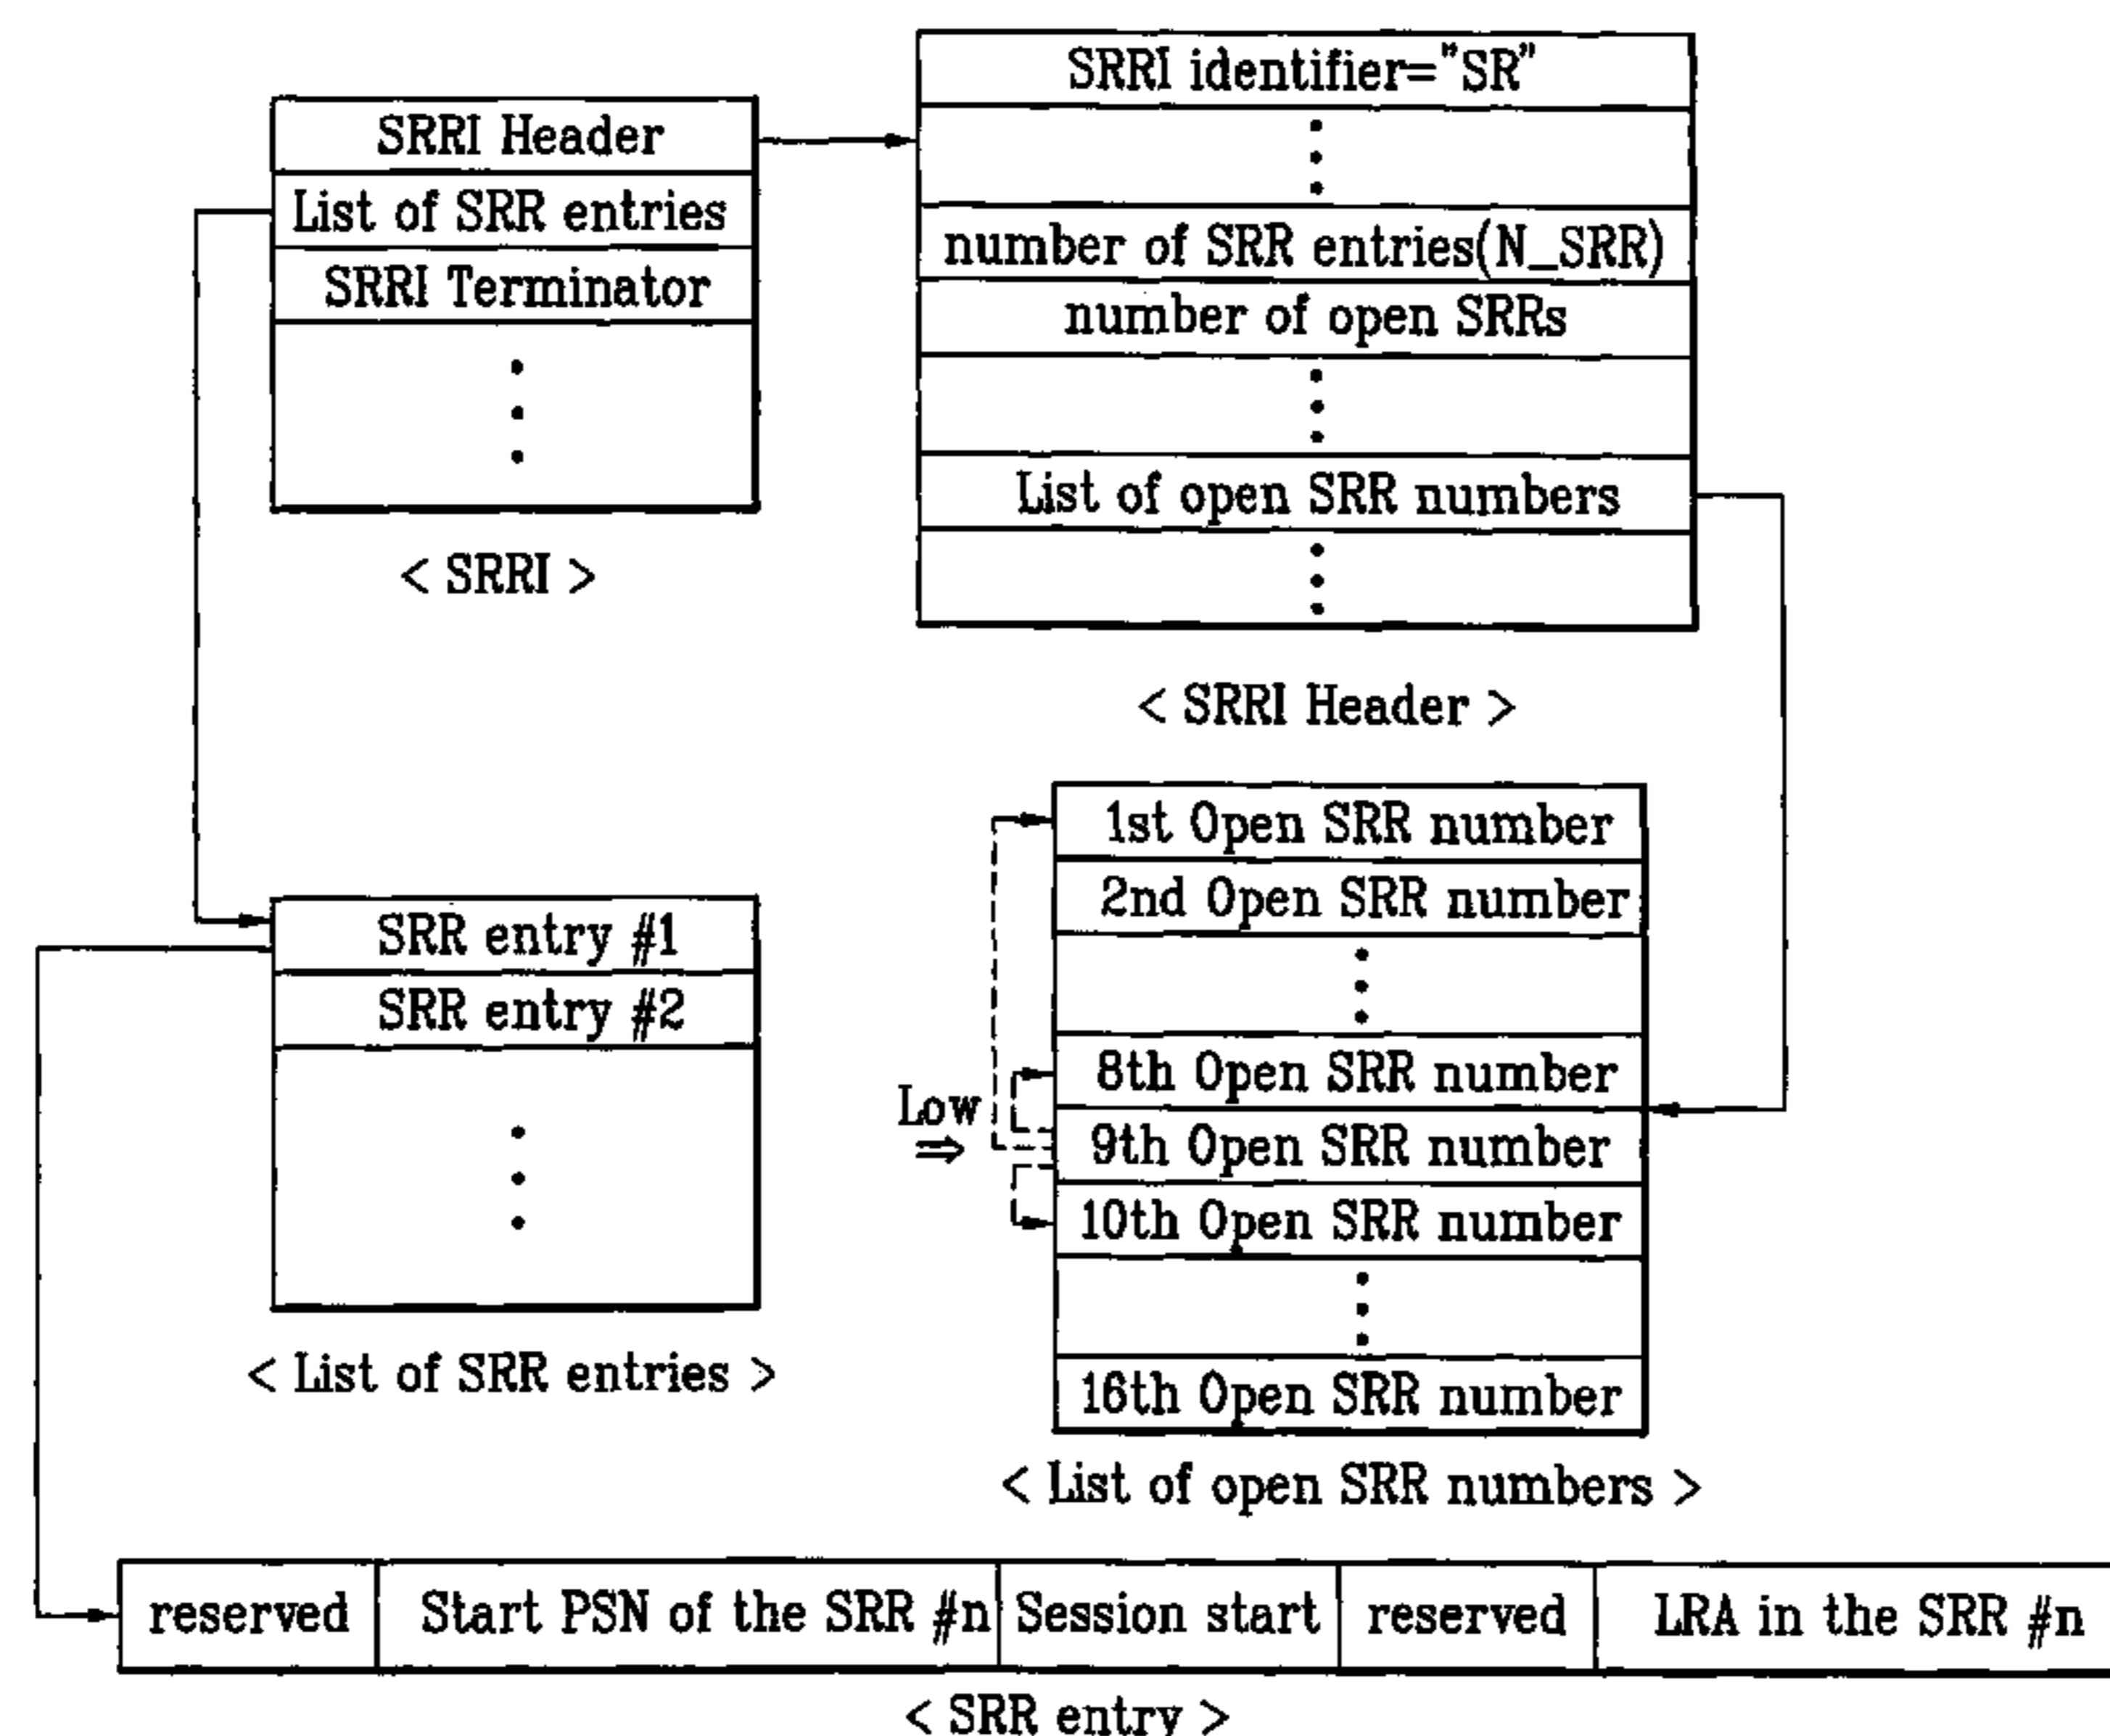 SRRI Header
List of SRR entries
SRRI Terminator
< SRRI >
SRRI identifier="SR"
number of SRR entries(N_SRR)
number of open SRRs
List of open SRR numbers
< SRRI Header >
SRR entry #1
SRR entry #2
< List of SRR entries >
1st Open SRR number
2nd Open SRR number
8th Open SRR number
Low
⇒
9th Open SRR number
10th Open SRR number
16th Open SRR number
< List of open SRR numbers >
reserved
Start PSN of the SRR #n
Session start
reserved
LRA in the SRR #n
< SRR entry >